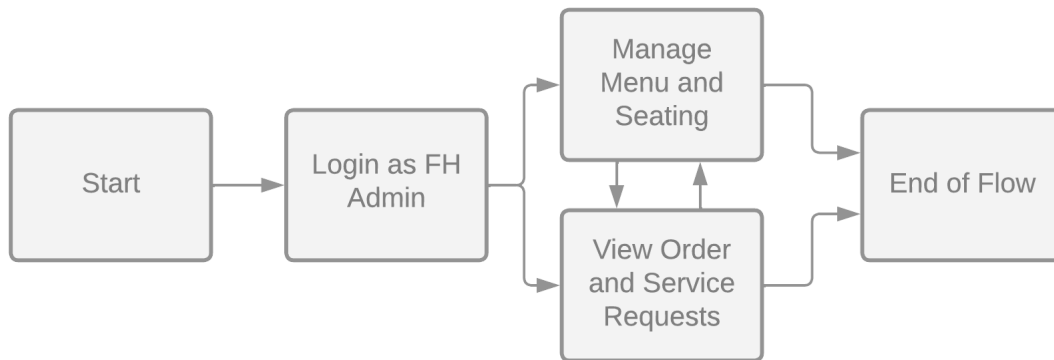 Start
Login as FH
Admin
Manage
Menu and
Seating
View Order
and Service
Requests
End of Flow